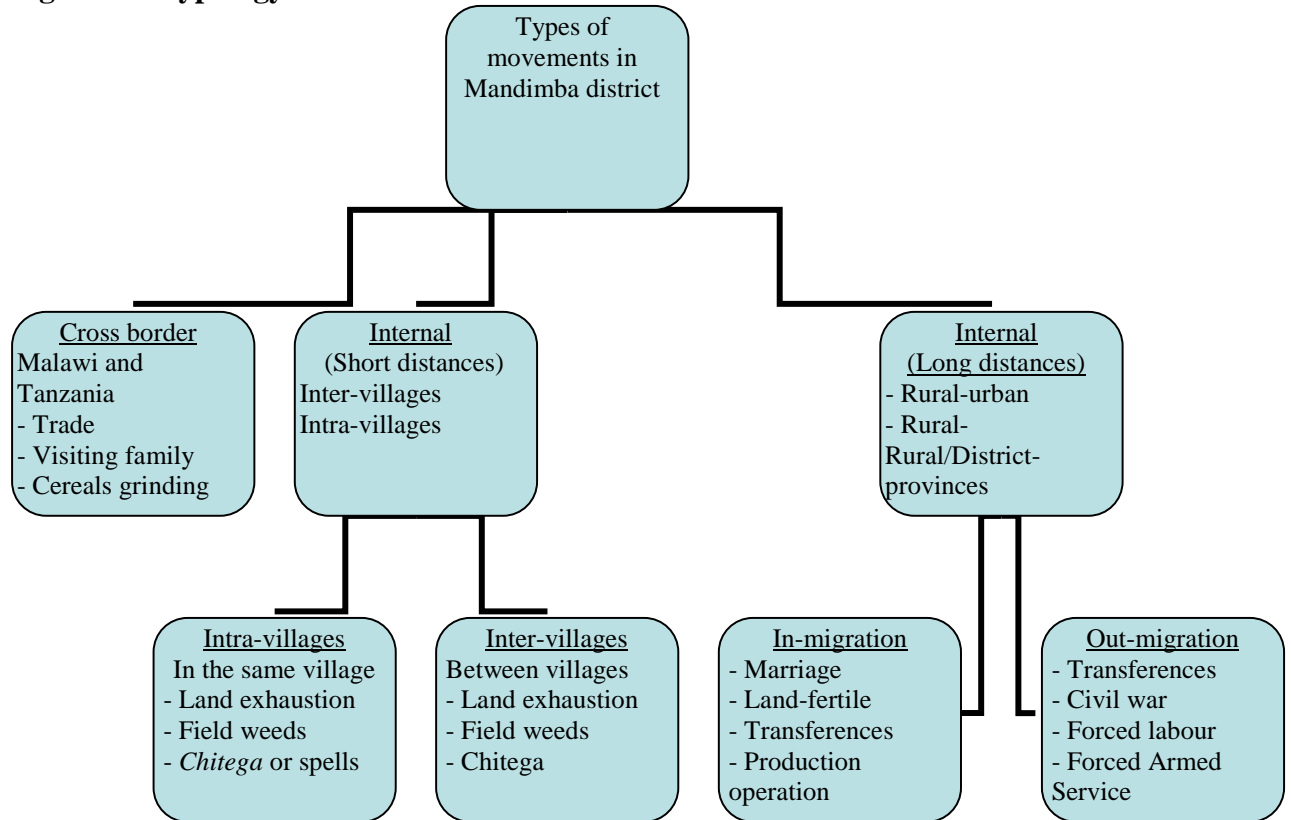 Types of
movements in
Mandimba district
Cross border
Malawi and
Tanzania
- Trade
- Visiting family
- Cereals grinding
Internal
(Short distances)
Inter-villages
Intra-villages
Internal
(Long distances)
- Rural-urban
- Rural-
Rural/District-
provinces
Intra-villages
In the same village
- Land exhaustion
- Field weeds
- Chitega or spells
Inter-villages
Between villages
- Land exhaustion
- Field weeds
- Chitega
In-migration
- Marriage
- Land-fertile
- Transferences
- Production
operation
Out-migration
- Transferences
- Civil war
- Forced labour
- Forced Armed
Service